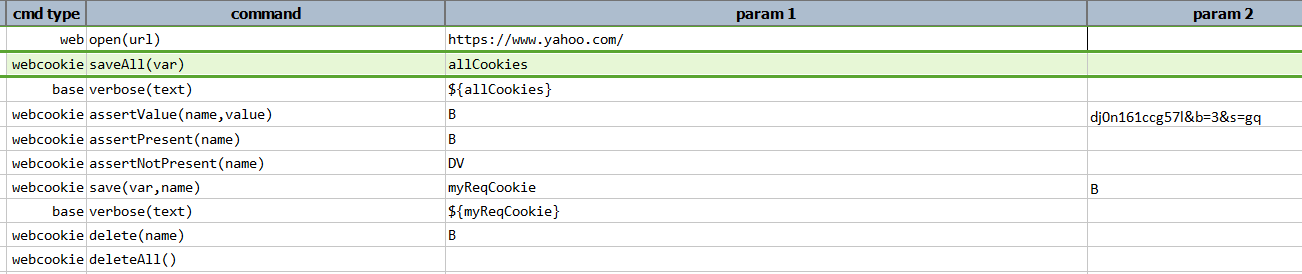 cmd type command param 1 param 2
web open(url) https://www.yahoo.com/
webcookie saveAll(var) allCookies
base verbose(text) ${allCookies}
webcookie assertValue(name,value) B dj0n161ccg57l&b=3&s=gq
webcookie assertPresent(name) B
webcookie assertNotPresent(name) DV
webcookie save(var,name) myReqCookie B
base verbose(text) ${myReqCookie}
webcookie delete(name) B
webcookie deleteAll()